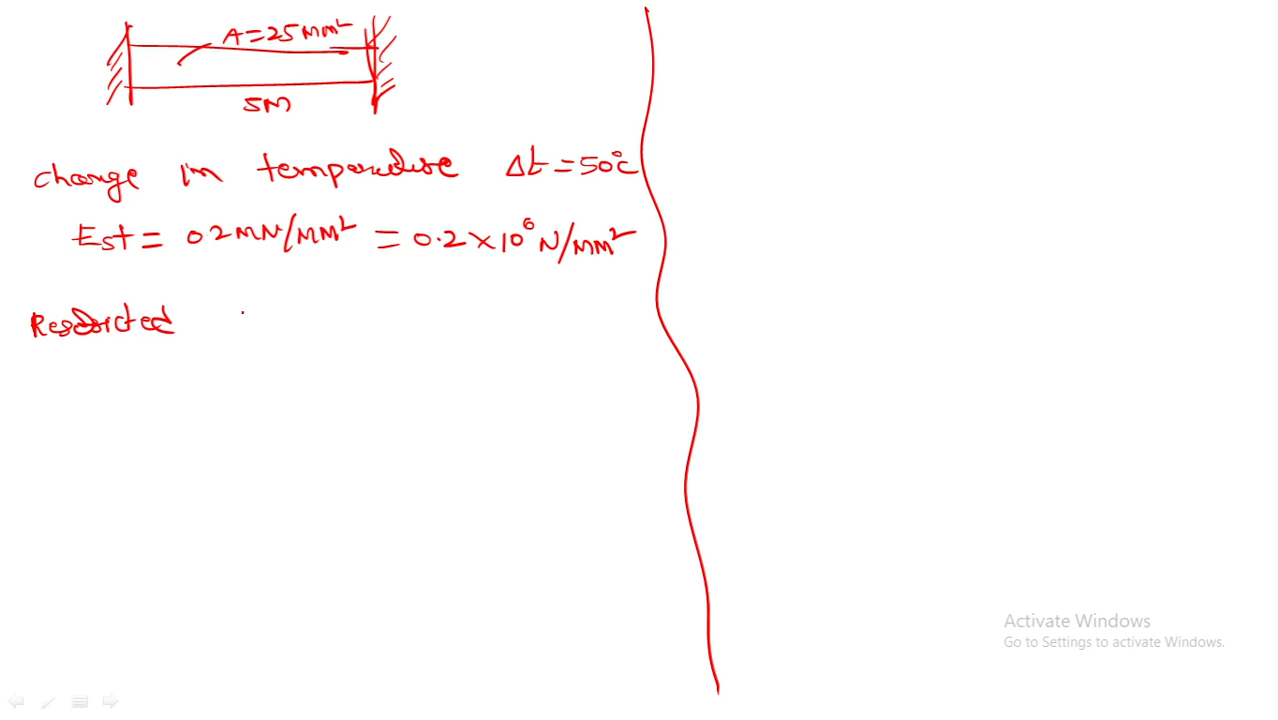 A=25MM²
5M
change in temperature Δt=50°C
Est = 0.2MN/MM² = 0.2×10⁶ N/MM²
Restricted
Activate Windows
Go to Settings to activate Windows.